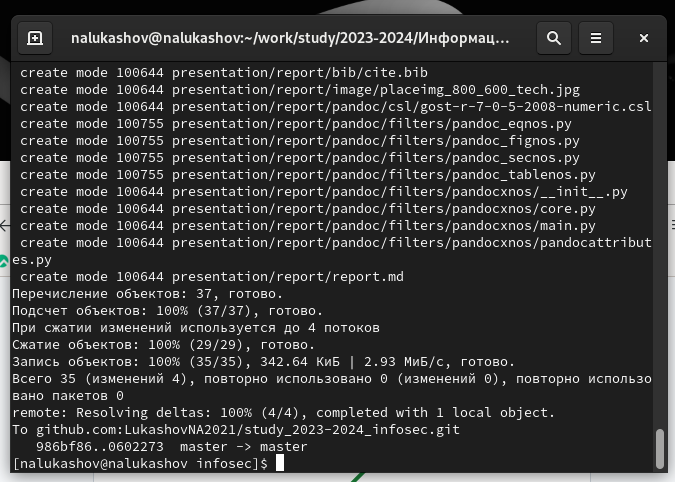 nalukashov@nalukashov:~/work/study/2023-2024/Информац...
create mode 100644 presentation/report/bib/cite.bib
create mode 100644 presentation/report/image/placeimg_800_600_tech.jpg
create mode 100644 presentation/report/pandoc/csl/gost-r-7-0-5-2008-numeric.csl
create mode 100755 presentation/report/pandoc/filters/pandoc_eqnos.py
create mode 100755 presentation/report/pandoc/filters/pandoc_fignos.py
create mode 100755 presentation/report/pandoc/filters/pandoc_secnos.py
create mode 100755 presentation/report/pandoc/filters/pandoc_tablenos.py
create mode 100644 presentation/report/pandoc/filters/pandocxnos/__init__.py
create mode 100644 presentation/report/pandoc/filters/pandocxnos/core.py
create mode 100644 presentation/report/pandoc/filters/pandocxnos/main.py
create mode 100644 presentation/report/pandoc/filters/pandocxnos/pandocattribut
es.py
create mode 100644 presentation/report/report.md
Перечисление объектов: 37, готово.
Подсчет объектов: 100% (37/37), готово.
При сжатии изменений используется до 4 потоков
Сжатие объектов: 100% (29/29), готово.
Запись объектов: 100% (35/35), 342.64 КиБ | 2.93 МиБ/с, готово.
Всего 35 (изменений 4), повторно использовано 0 (изменений 0), повторно использо
вано пакетов 0
remote: Resolving deltas: 100% (4/4), completed with 1 local object.
To github.com:LukashovNA2021/study_2023-2024_infosec.git
986bf86..0602273  master -> master
[nalukashov@nalukashov infosec]$